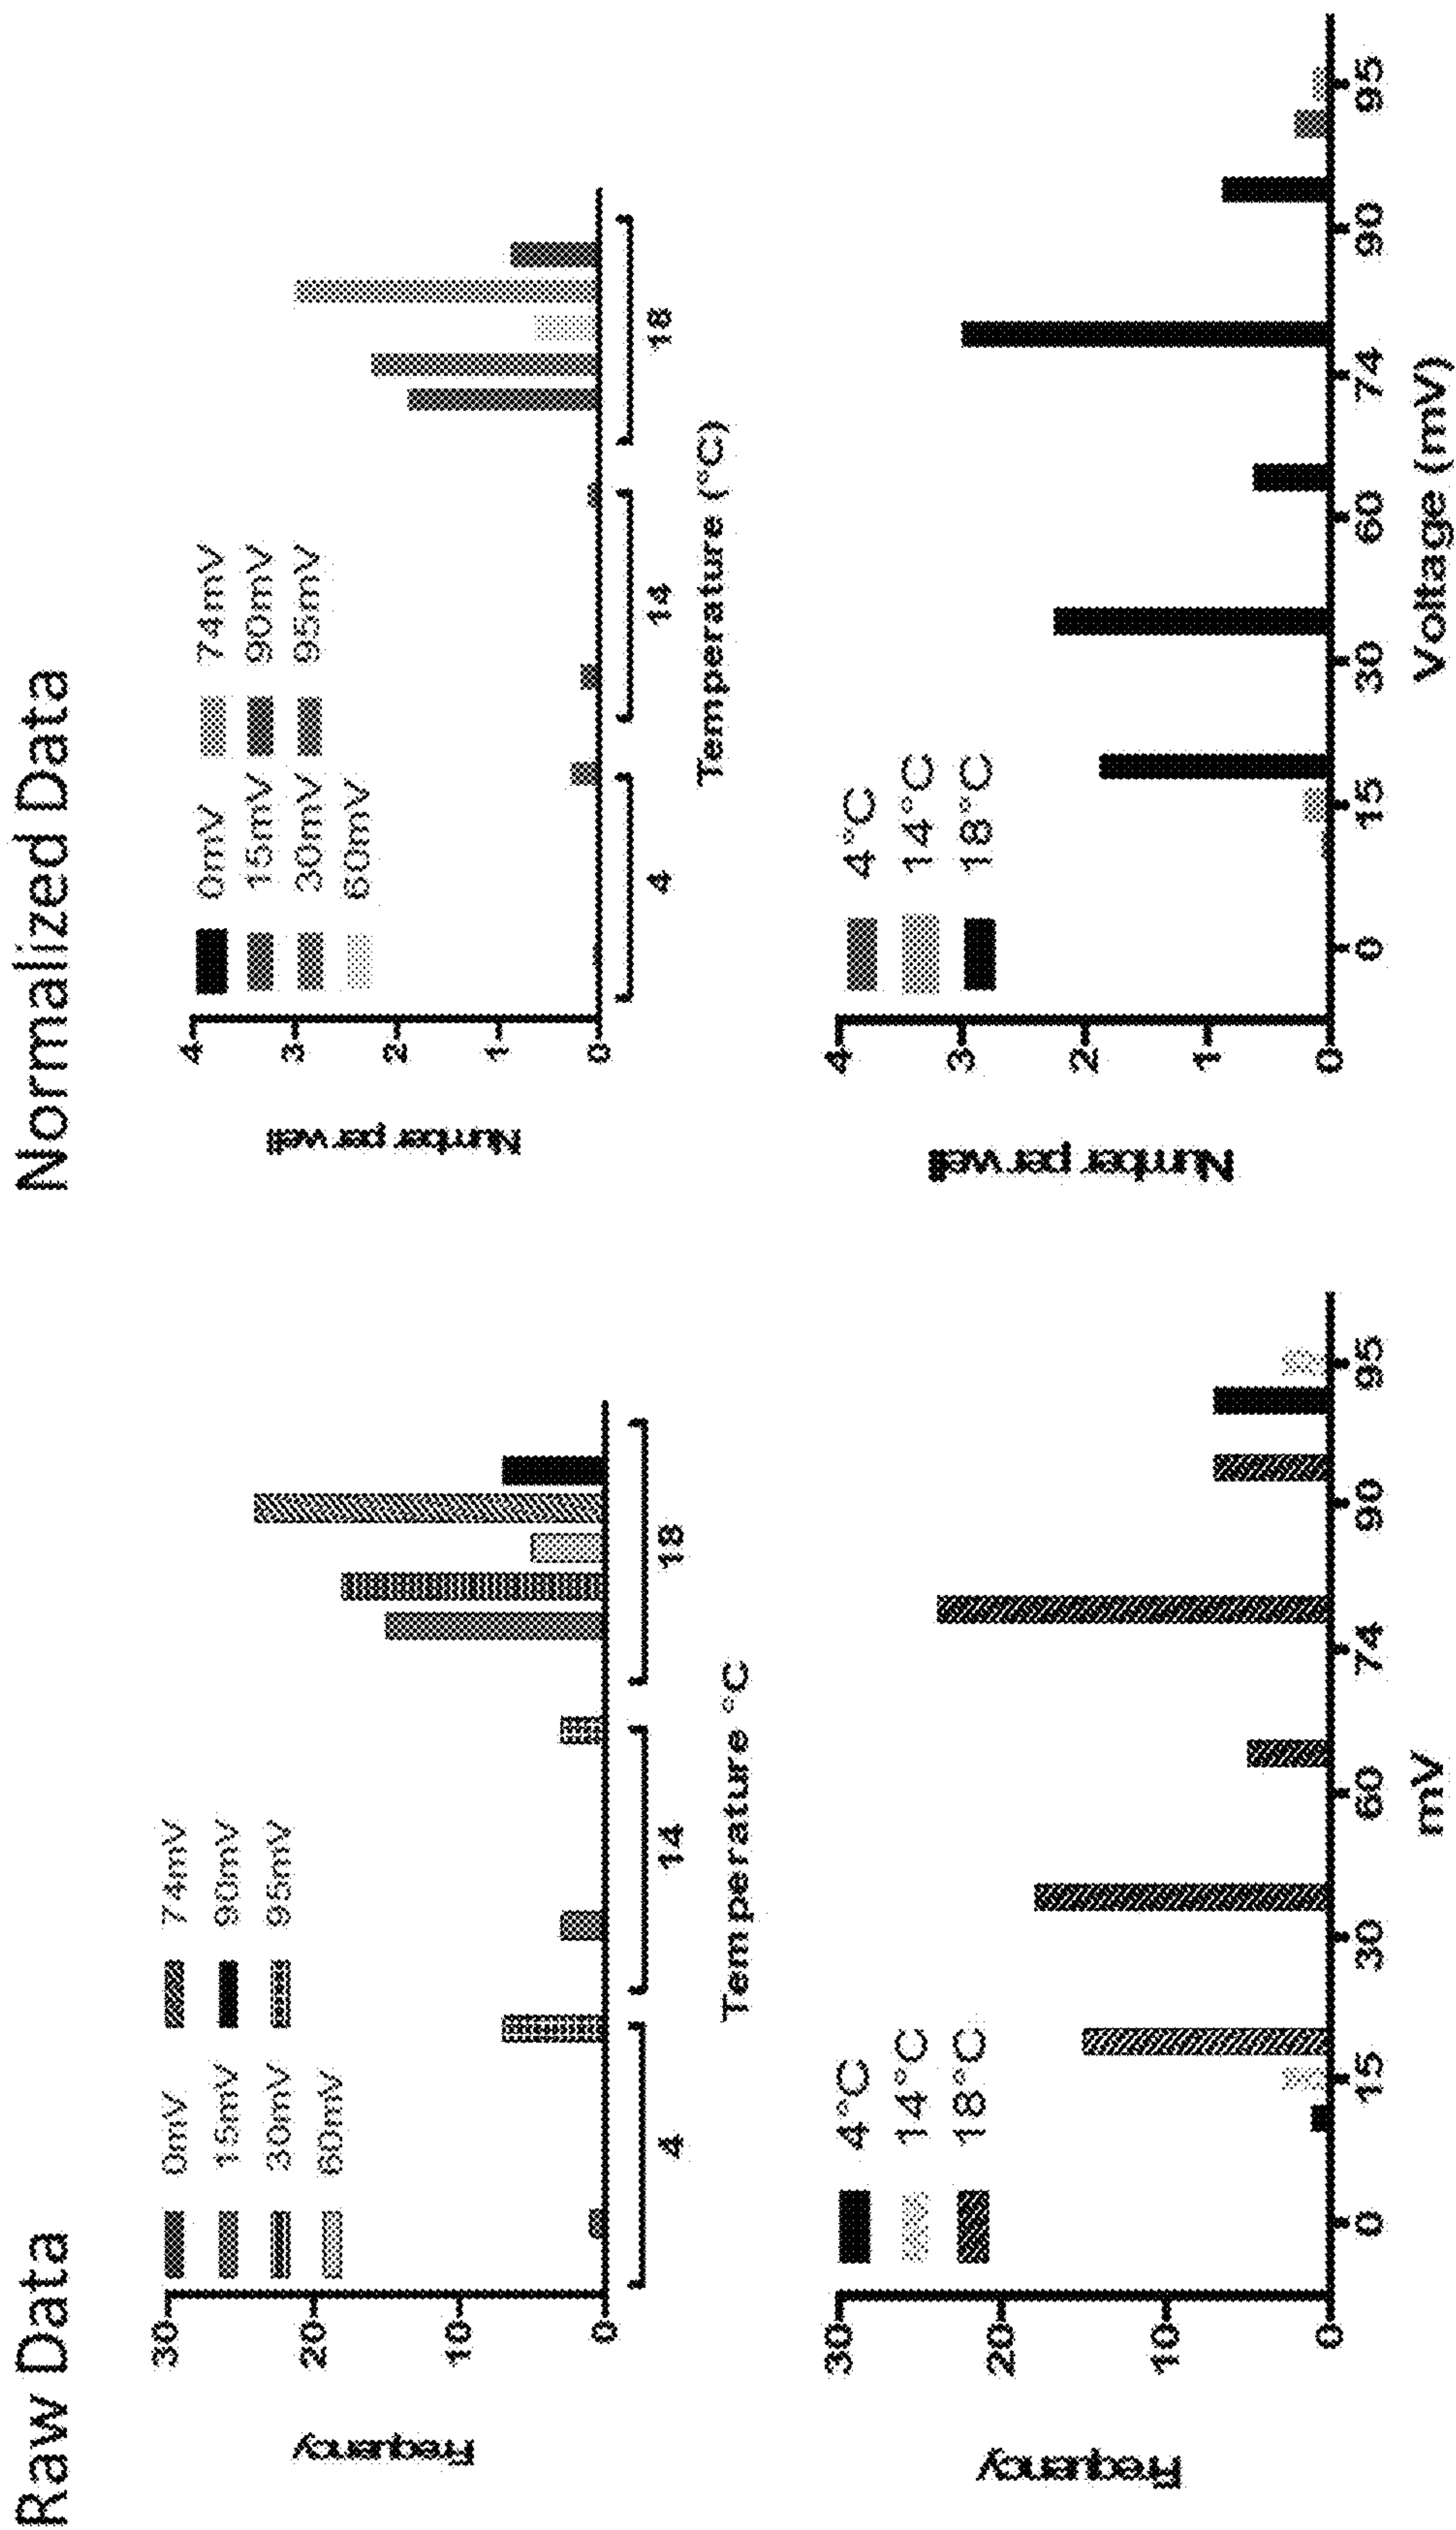 Raw Data
30
20
10
0
Frequency
0mV
15mV
30mV
60mV
74mV
90mV
95mV
4
14
18
Temperature °C
30
20
10
0
Frequency
4°C
14°C
18°C
0
15
30
60
74
90
95
mV
Normalized Data
4
3
2
1
0
Number per well
0mV
15mV
30mV
60mV
74mV
90mV
95mV
4
14
18
Temperature (°C)
4
3
2
1
0
Number per well
4°C
14°C
18°C
0
15
30
60
74
90
95
Voltage (mV)